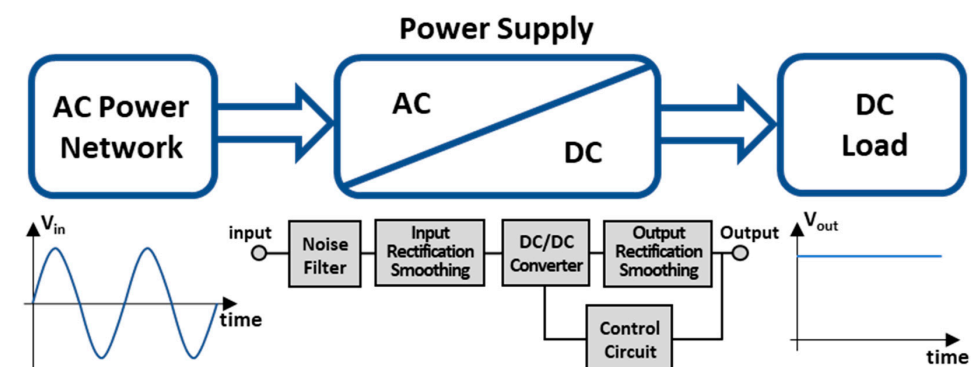 Power Supply
AC Power
Network
AC
DC
DC
Load
Vin
input
Noise
Filter
Input
Rectification
Smoothing
DC/DC
Converter
Output
Rectification
Smoothing
Output
Vout
time
Control
Circuit
time